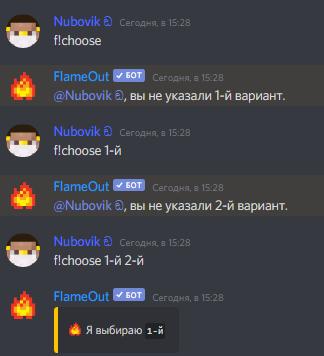 Nubovik ඞ Сегодня, в 15:28
f!choose
FlameOut ✓ БОТ Сегодня, в 15:28
@Nubovik ඞ, вы не указали 1-й вариант.
Nubovik ඞ Сегодня, в 15:28
f!choose 1-й
FlameOut ✓ БОТ Сегодня, в 15:28
@Nubovik ඞ, вы не указали 2-й вариант.
Nubovik ඞ Сегодня, в 15:28
f!choose 1-й 2-й
FlameOut ✓ БОТ Сегодня, в 15:28
🔥 Я выбираю 1-й